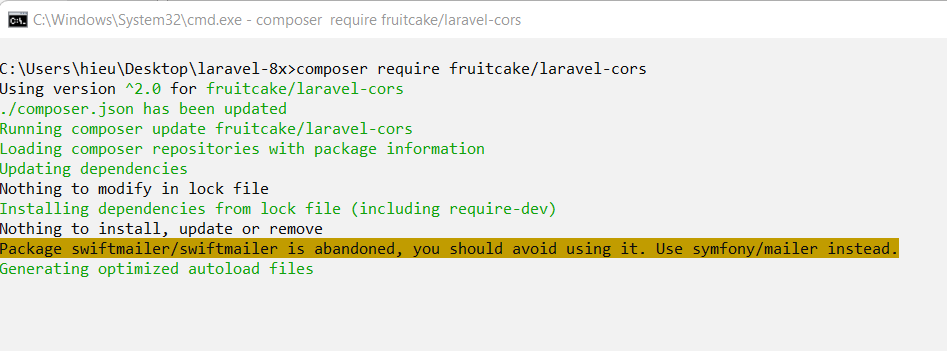 C:\Windows\System32\cmd.exe - composer  require fruitcake/laravel-cors
C:\Users\hieu\Desktop\laravel-8x>composer require fruitcake/laravel-cors
Using version ^2.0 for fruitcake/laravel-cors
./composer.json has been updated
Running composer update fruitcake/laravel-cors
Loading composer repositories with package information
Updating dependencies
Nothing to modify in lock file
Installing dependencies from lock file (including require-dev)
Nothing to install, update or remove
Package swiftmailer/swiftmailer is abandoned, you should avoid using it. Use symfony/mailer instead.
Generating optimized autoload files